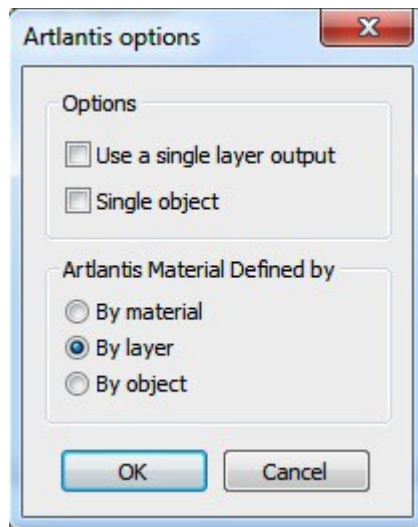 Artlantis options
Options
Use a single layer output
Single object
Artlantis Material Defined by
By material
By layer
By object
OK
Cancel